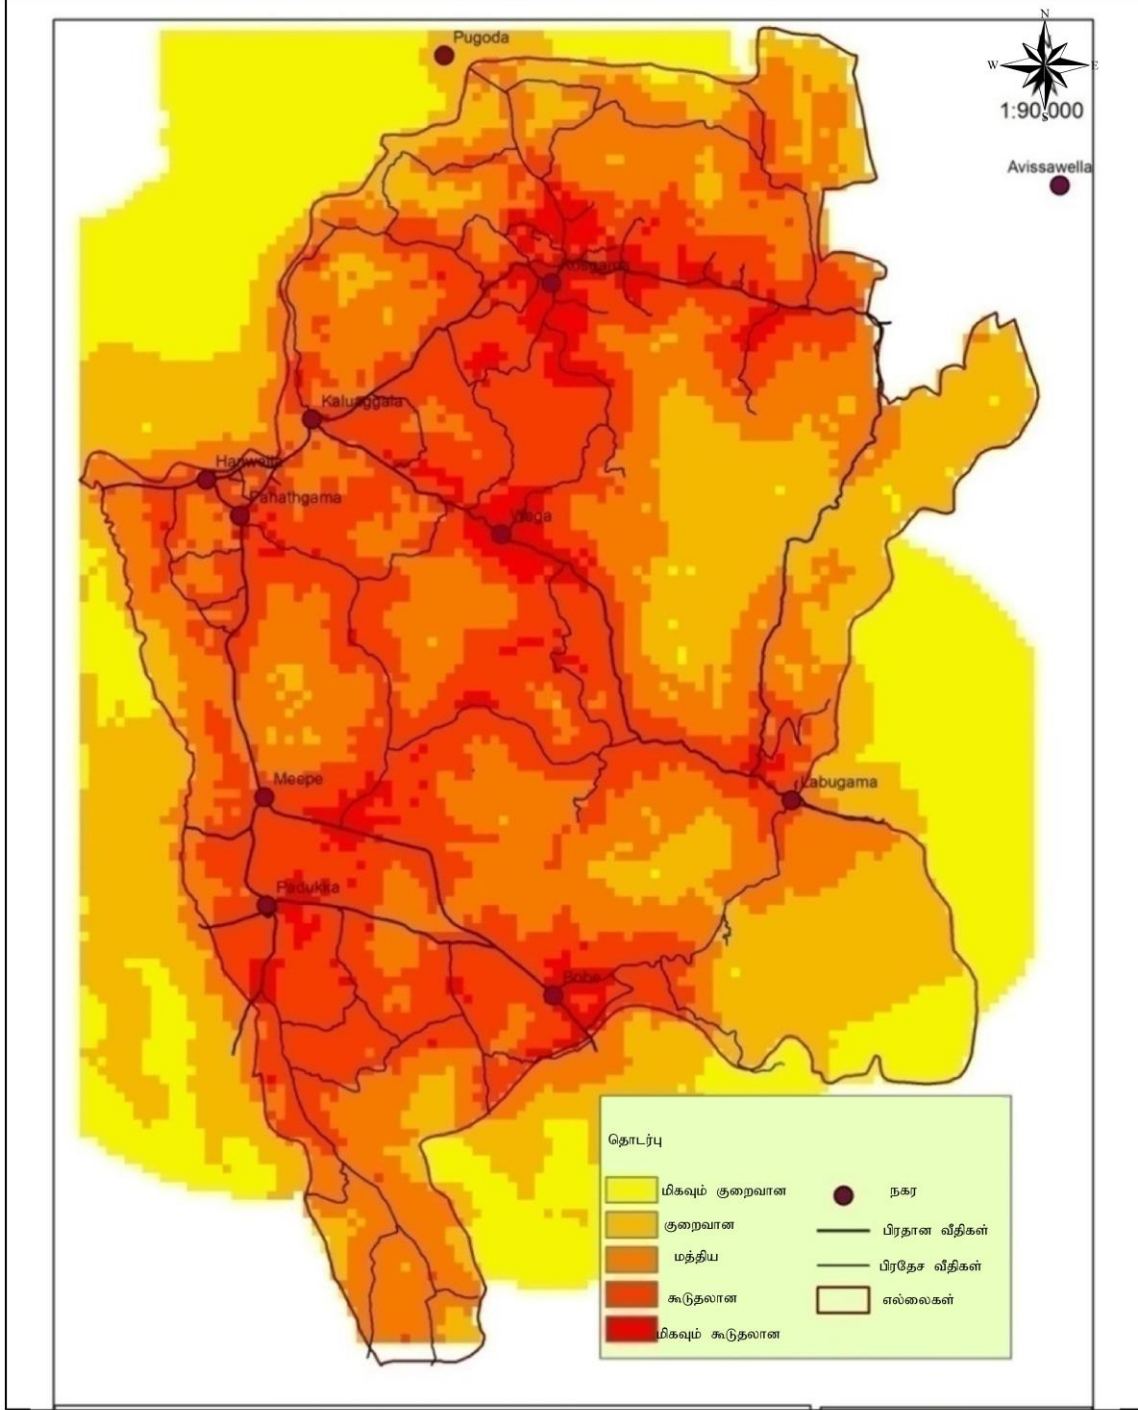 Pugoda
N
W E
S
1:90,000
Avissawella
Kosgama
Kaluaggala
Hanwella
Pahathgama
Waga
Meepe
Labugama
Padukka
Bope
தொடர்பு
மிகவும் குறைவான
குறைவான
மத்திய
கூடுதலான
மிகவும் கூடுதலான
நகர
பிரதான வீதிகள்
பிரதேச வீதிகள்
எல்லைகள்